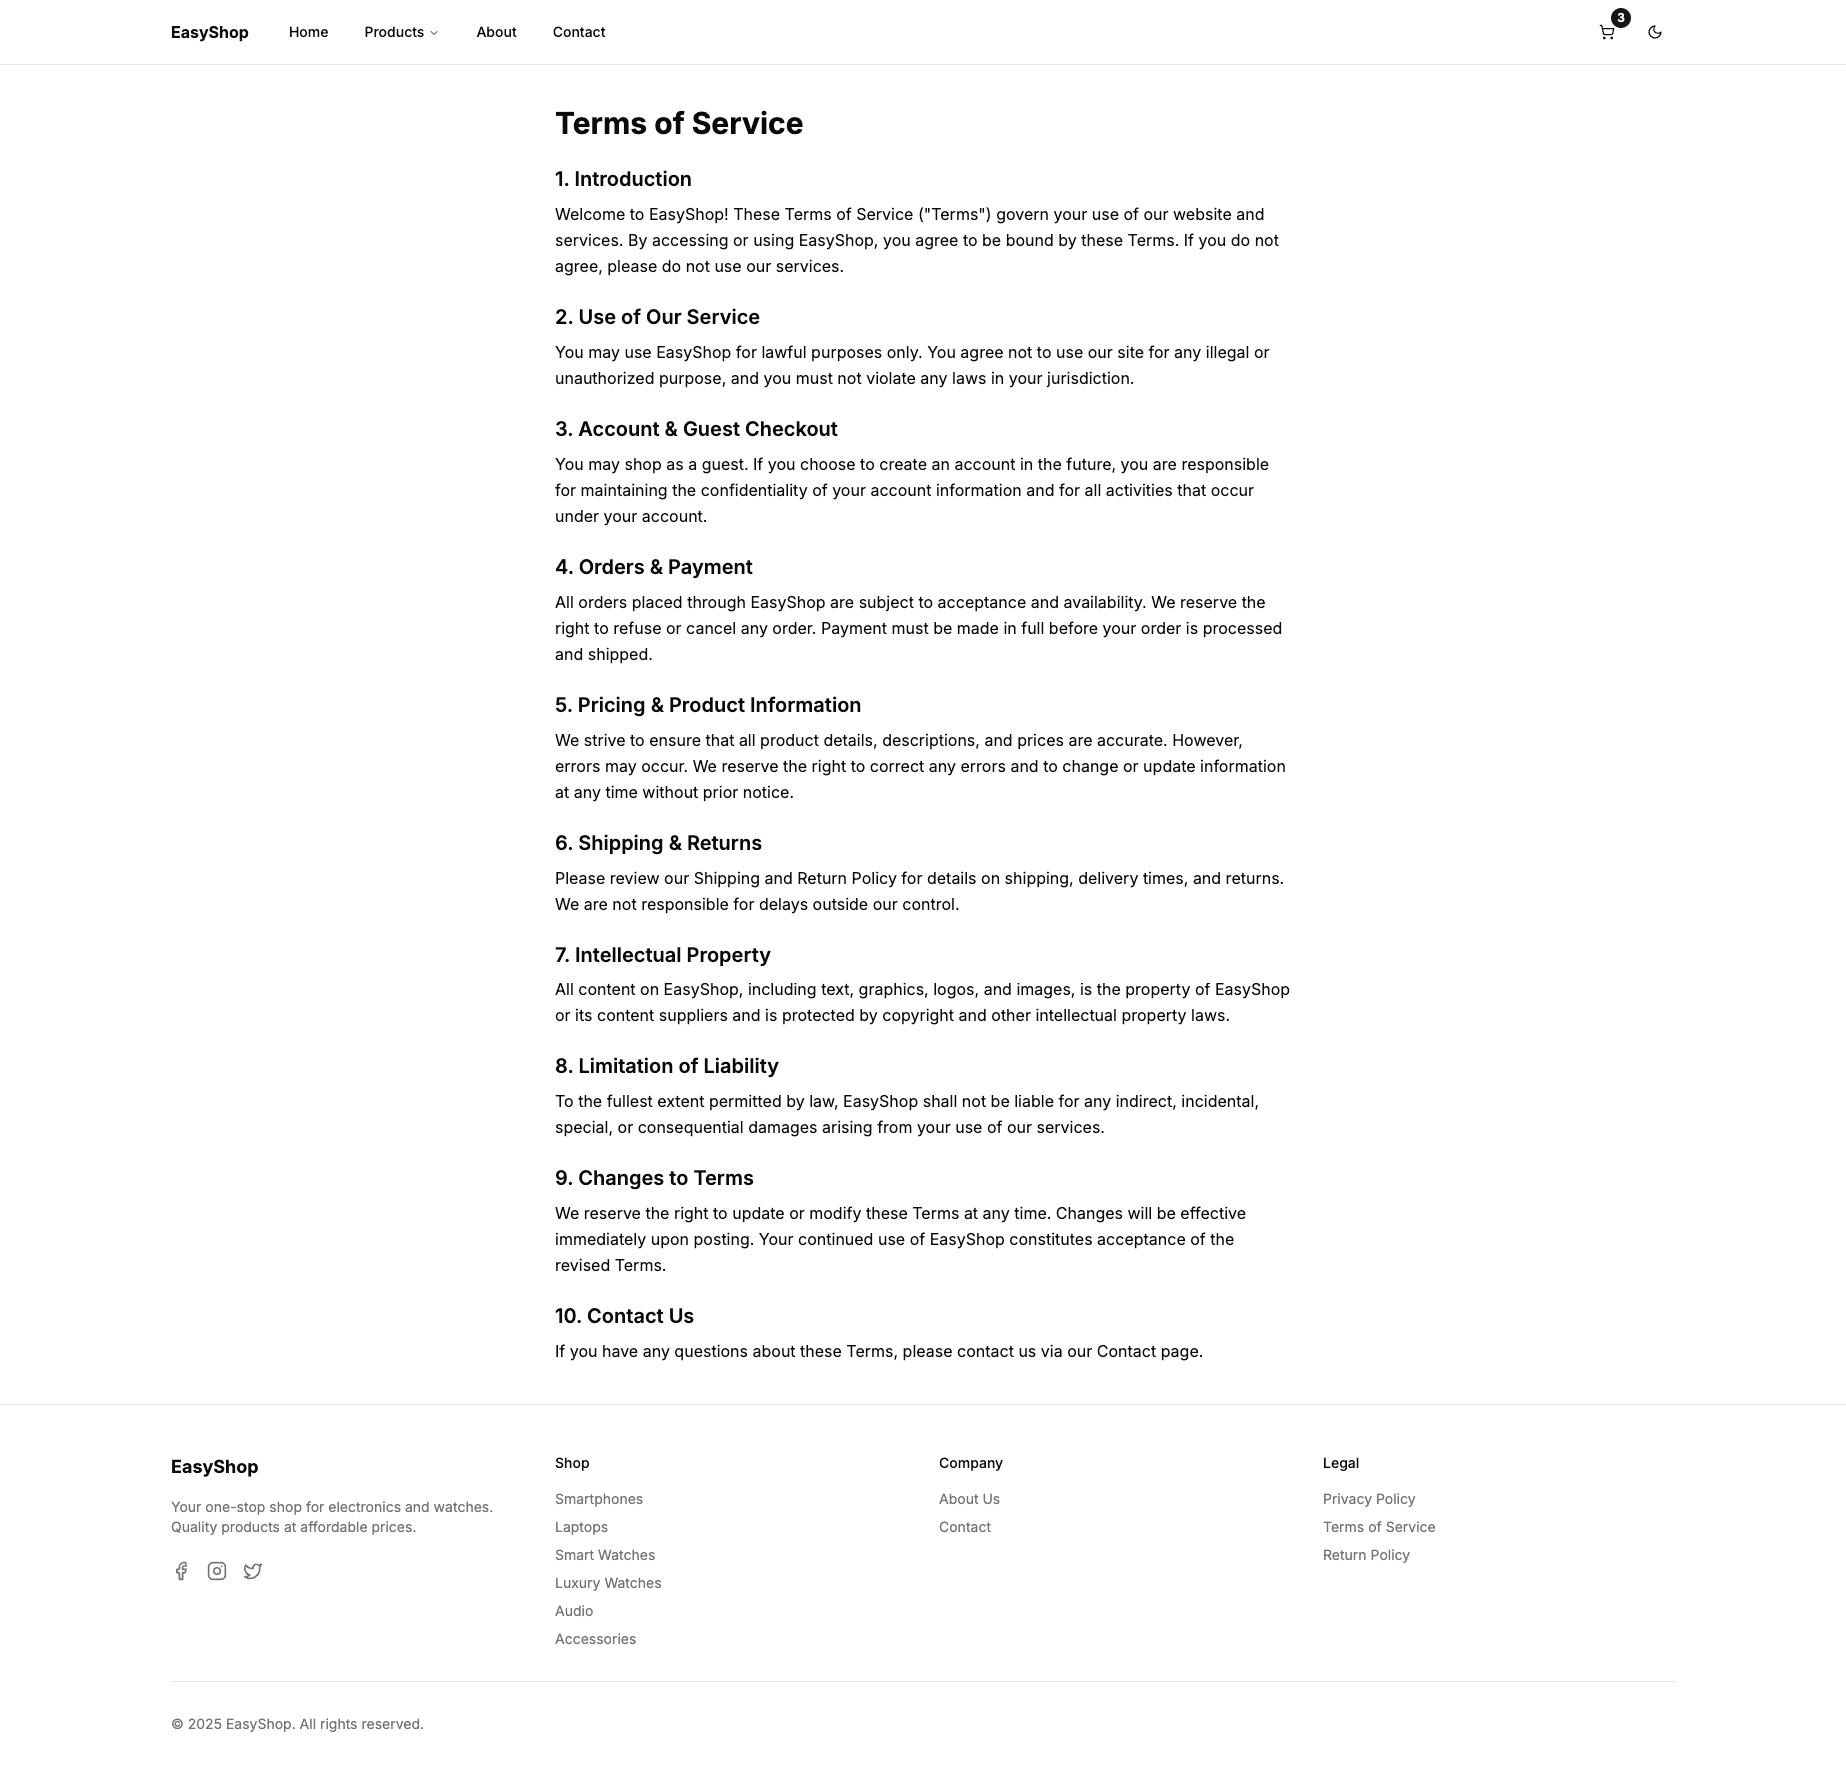 EasyShop
Home
Products
About
Contact
3
Terms of Service
1. Introduction
Welcome to EasyShop! These Terms of Service ("Terms") govern your use of our website and
services. By accessing or using EasyShop, you agree to be bound by these Terms. If you do not
agree, please do not use our services.
2. Use of Our Service
You may use EasyShop for lawful purposes only. You agree not to use our site for any illegal or
unauthorized purpose, and you must not violate any laws in your jurisdiction.
3. Account & Guest Checkout
You may shop as a guest. If you choose to create an account in the future, you are responsible
for maintaining the confidentiality of your account information and for all activities that occur
under your account.
4. Orders & Payment
All orders placed through EasyShop are subject to acceptance and availability. We reserve the
right to refuse or cancel any order. Payment must be made in full before your order is processed
and shipped.
5. Pricing & Product Information
We strive to ensure that all product details, descriptions, and prices are accurate. However,
errors may occur. We reserve the right to correct any errors and to change or update information
at any time without prior notice.
6. Shipping & Returns
Please review our Shipping and Return Policy for details on shipping, delivery times, and returns.
We are not responsible for delays outside our control.
7. Intellectual Property
All content on EasyShop, including text, graphics, logos, and images, is the property of EasyShop
or its content suppliers and is protected by copyright and other intellectual property laws.
8. Limitation of Liability
To the fullest extent permitted by law, EasyShop shall not be liable for any indirect, incidental,
special, or consequential damages arising from your use of our services.
9. Changes to Terms
We reserve the right to update or modify these Terms at any time. Changes will be effective
immediately upon posting. Your continued use of EasyShop constitutes acceptance of the
revised Terms.
10. Contact Us
If you have any questions about these Terms, please contact us via our Contact page.
EasyShop
Your one-stop shop for electronics and watches.
Quality products at affordable prices.
Shop
Smartphones
Laptops
Smart Watches
Luxury Watches
Audio
Accessories
Company
About Us
Contact
Legal
Privacy Policy
Terms of Service
Return Policy
© 2025 EasyShop. All rights reserved.